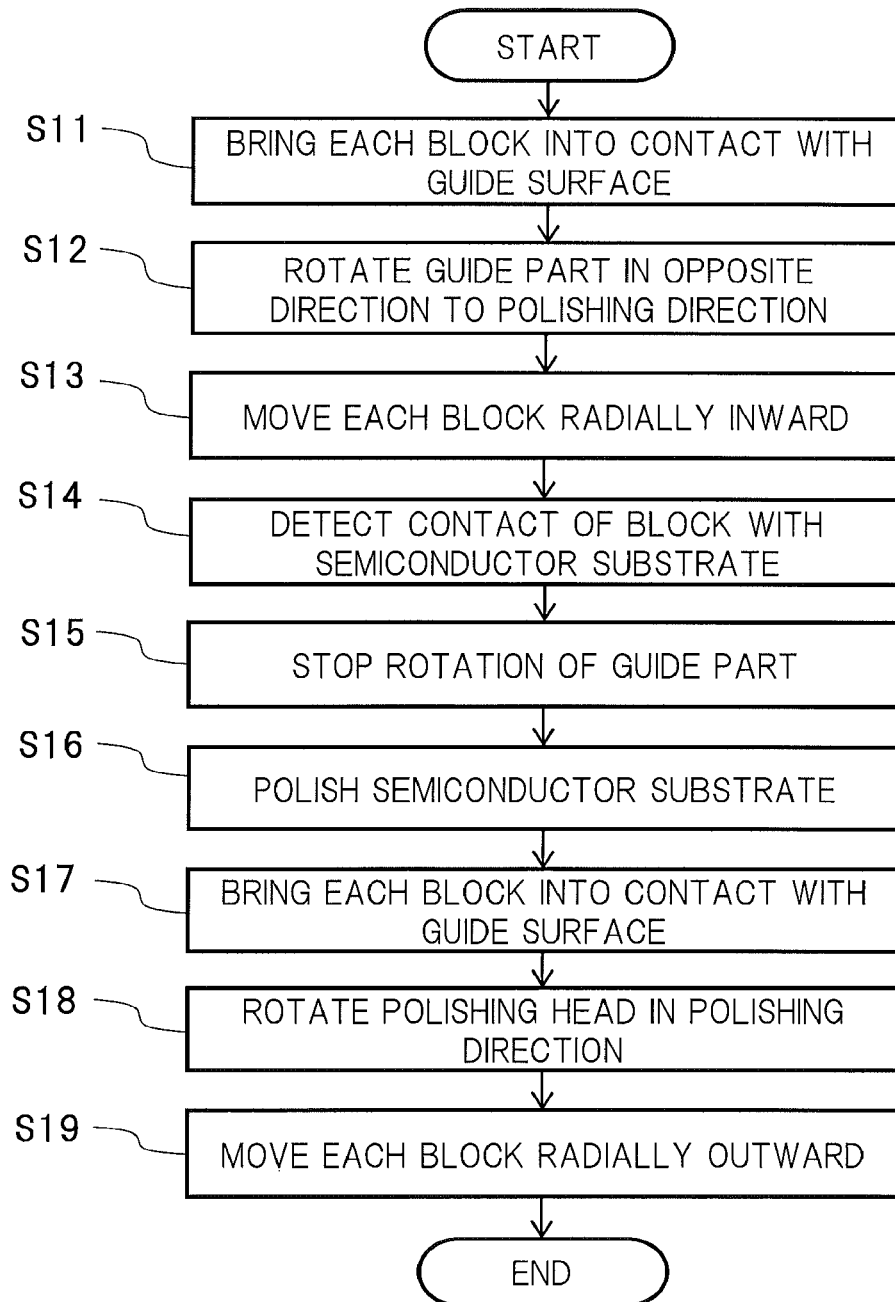 START
S11
BRING EACH BLOCK INTO CONTACT WITH
GUIDE SURFACE
S12
ROTATE GUIDE PART IN OPPOSITE
DIRECTION TO POLISHING DIRECTION
S13
MOVE EACH BLOCK RADIALLY INWARD
S14
DETECT CONTACT OF BLOCK WITH
SEMICONDUCTOR SUBSTRATE
S15
STOP ROTATION OF GUIDE PART
S16
POLISH SEMICONDUCTOR SUBSTRATE
S17
BRING EACH BLOCK INTO CONTACT WITH
GUIDE SURFACE
S18
ROTATE POLISHING HEAD IN POLISHING
DIRECTION
S19
MOVE EACH BLOCK RADIALLY OUTWARD
END